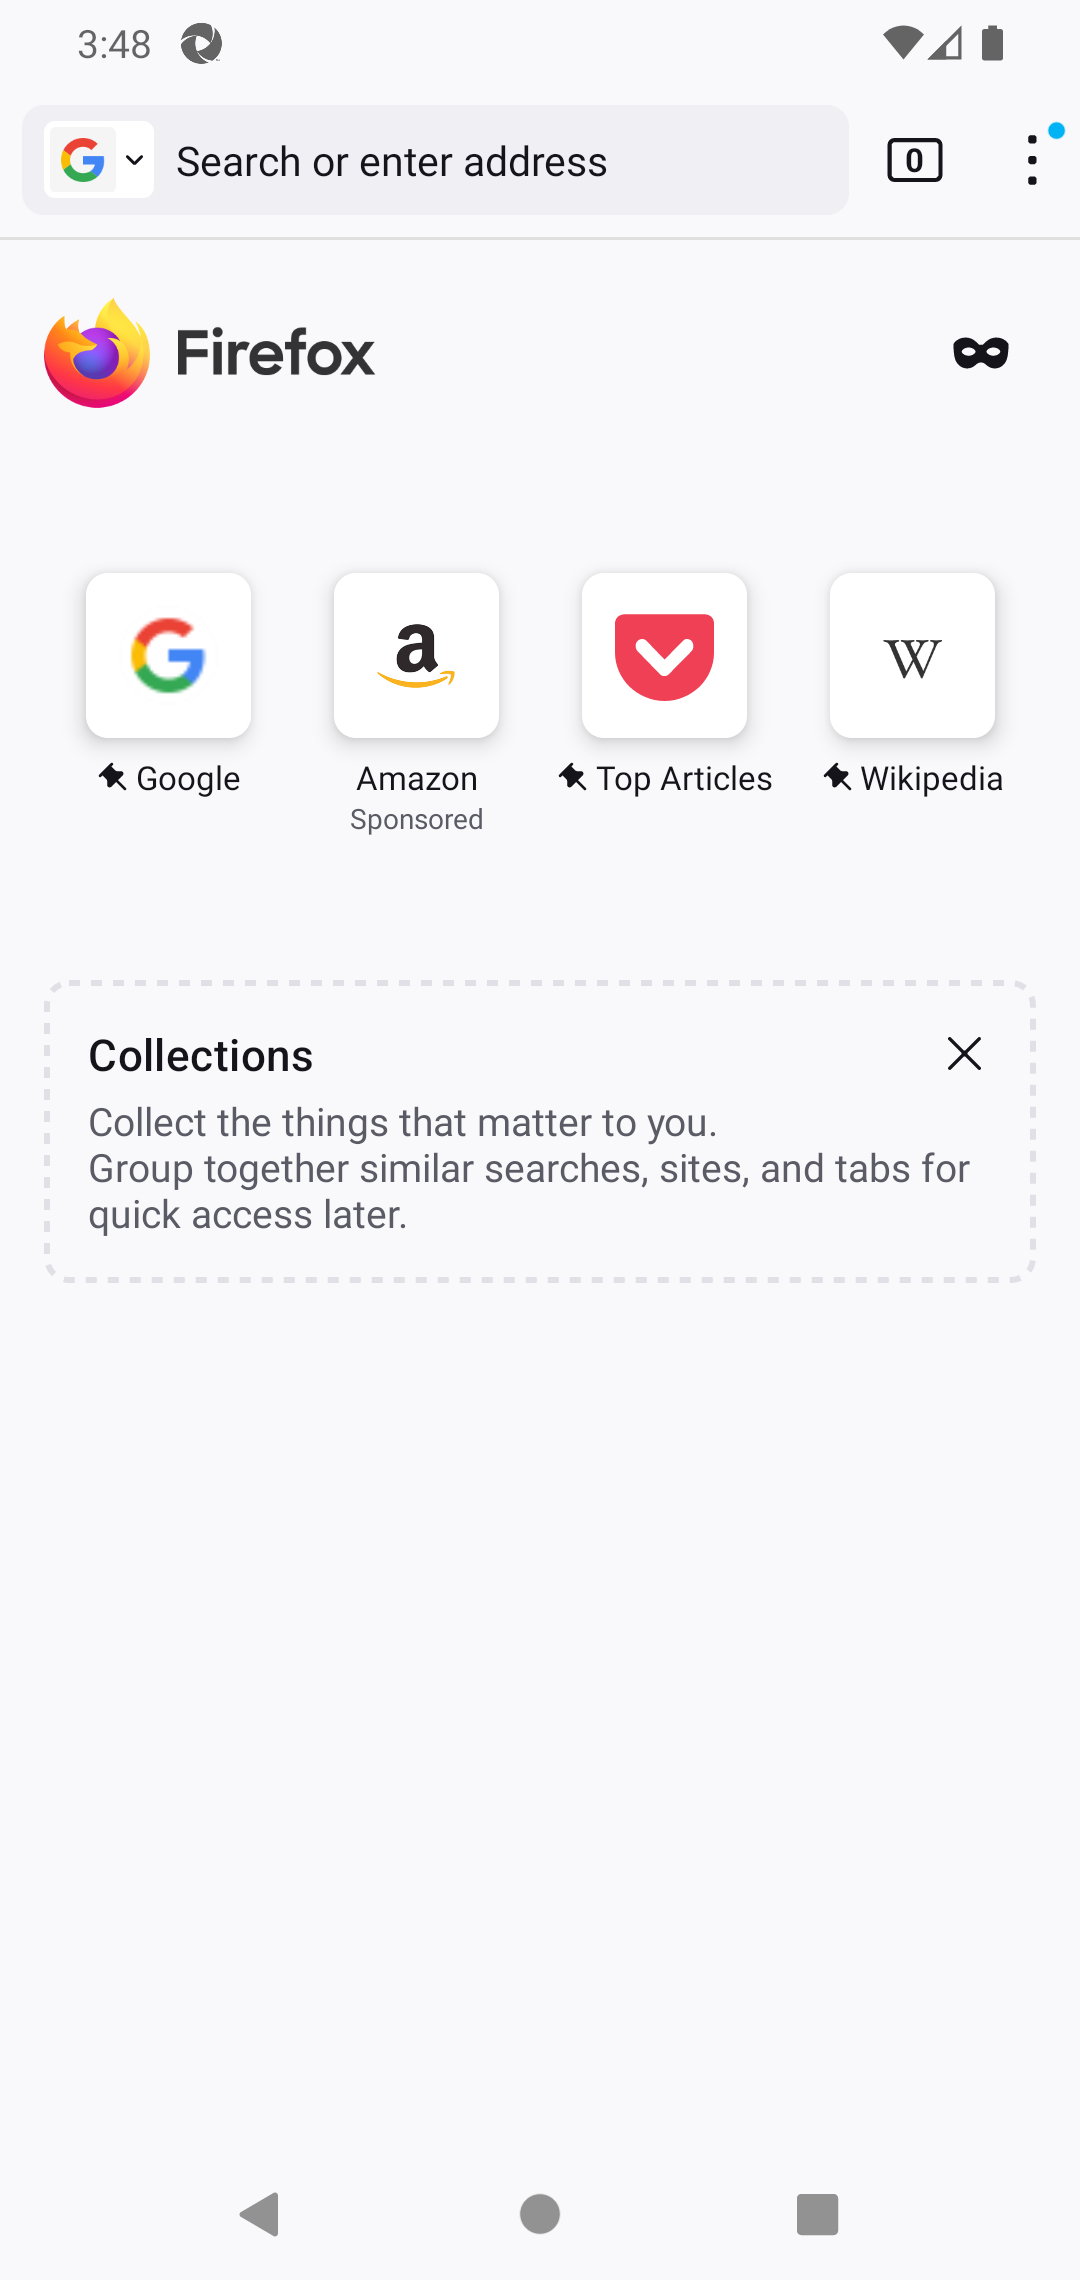 3:48
Search or enter address
0
Firefox
Google
Amazon
Sponsored
Top Articles
Wikipedia
Collections
Collect the things that matter to you.
Group together similar searches, sites, and tabs for
quick access later.